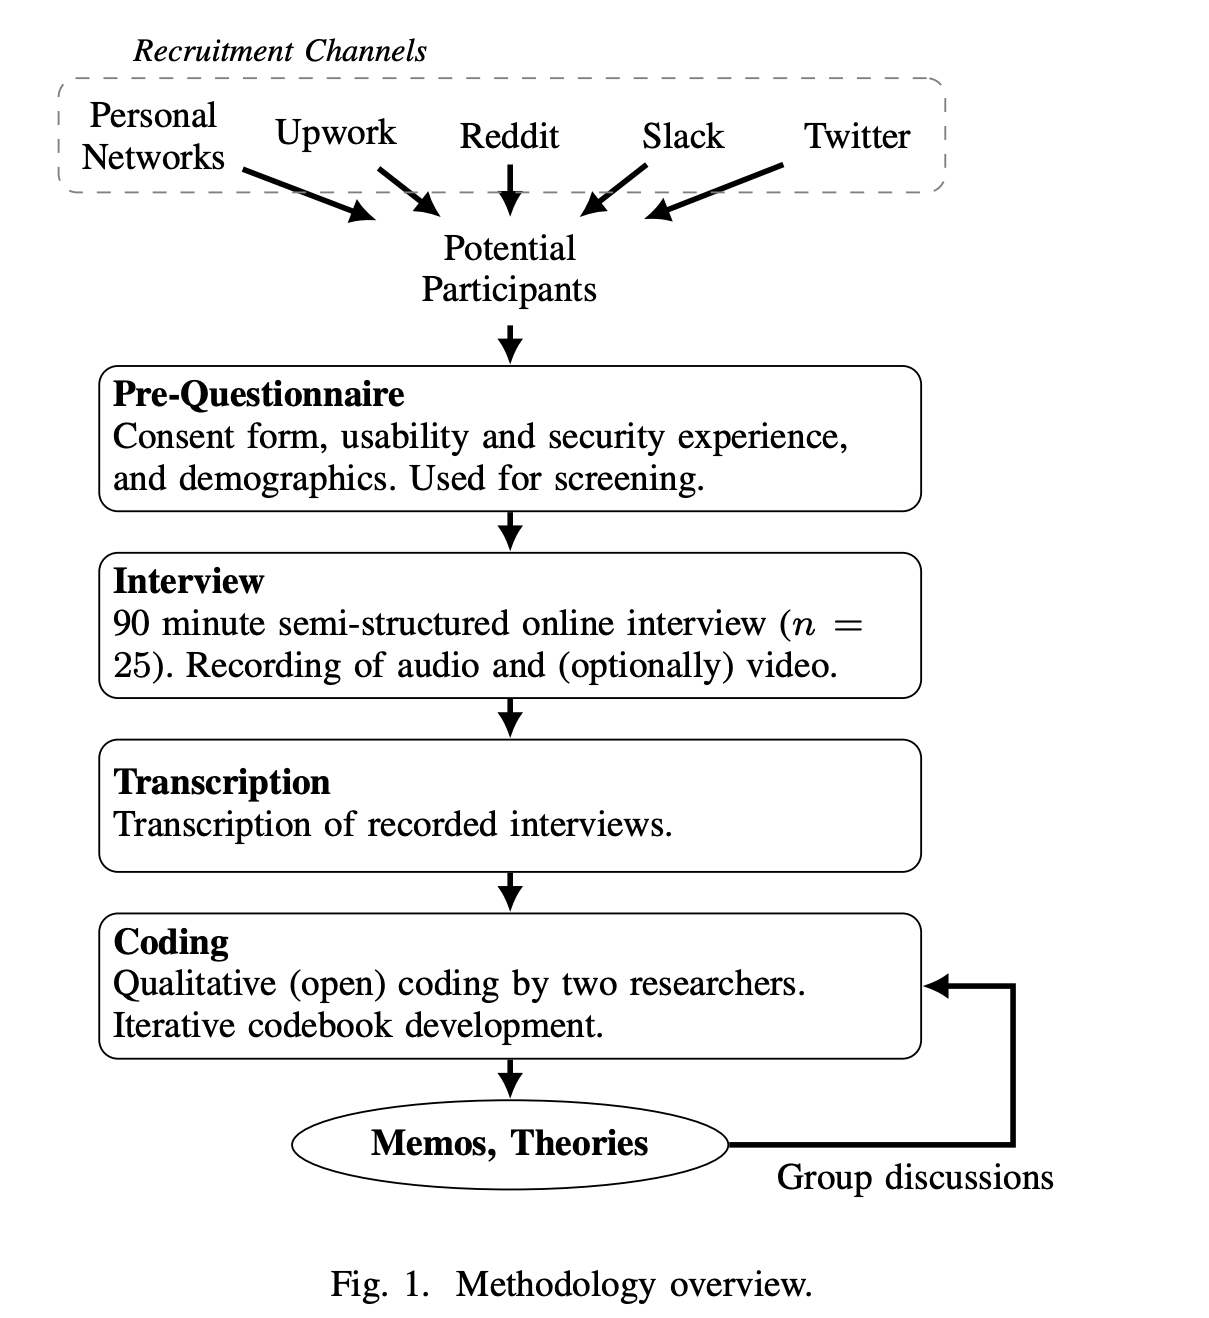 Recruitment Channels
Personal
Networks
Upwork
Reddit
Slack
Twitter
Potential
Participants
Pre-Questionnaire
Consent form, usability and security experience,
and demographics. Used for screening.
Interview
90 minute semi-structured online interview (n =
25). Recording of audio and (optionally) video.
Transcription
Transcription of recorded interviews.
Coding
Qualitative (open) coding by two researchers.
Iterative codebook development.
Memos, Theories
Group discussions
Fig. 1. Methodology overview.